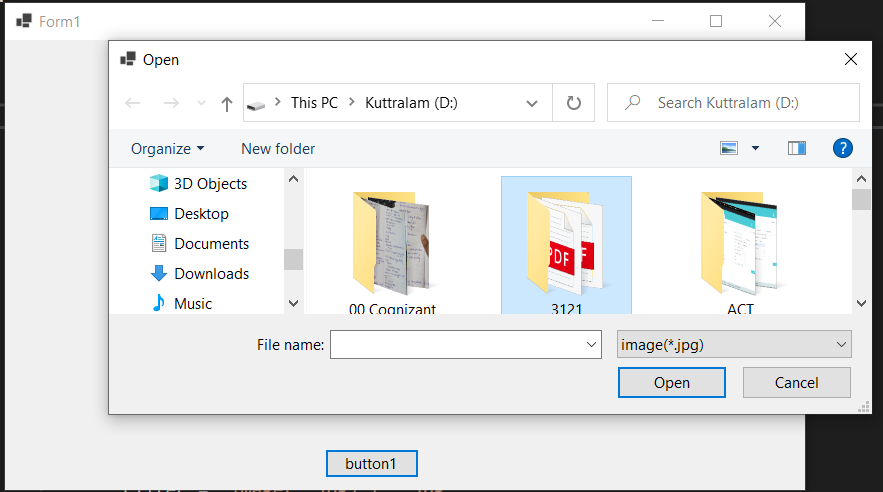 Form1
Open
This PC > Kuttralam (D:)
Search Kuttralam (D:)
Organize
New folder
3D Objects
Desktop
Documents
Downloads
Music
00 Cognizant
PDF
3121
ACT
File name:
image(*.jpg)
Open
Cancel
button1